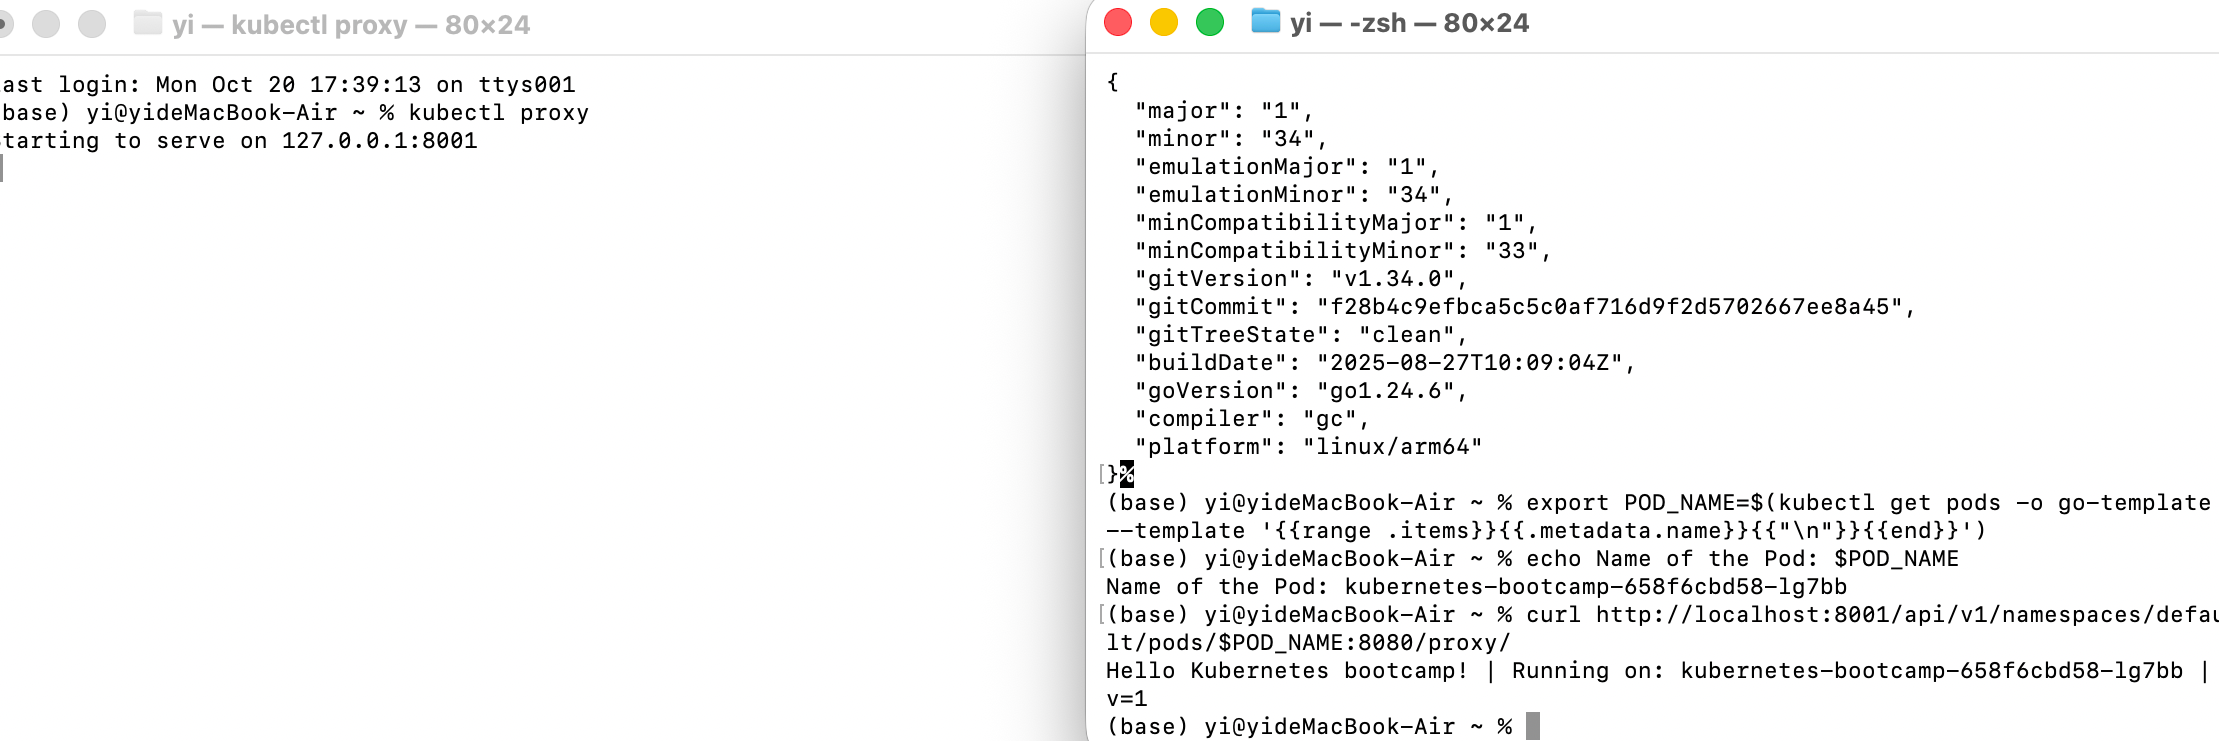 yi — kubectl proxy — 80×24
ast login: Mon Oct 20 17:39:13 on ttys001
base) yi@yideMacBook-Air ~ % kubectl proxy
tarting to serve on 127.0.0.1:8001
yi — -zsh — 80×24
{
"major": "1",
"minor": "34",
"emulationMajor": "1",
"emulationMinor": "34",
"minCompatibilityMajor": "1",
"minCompatibilityMinor": "33",
"gitVersion": "v1.34.0",
"gitCommit": "f28b4c9efbca5c5c0af716d9f2d5702667ee8a45",
"gitTreeState": "clean",
"buildDate": "2025-08-27T10:09:04Z",
"goVersion": "go1.24.6",
"compiler": "gc",
"platform": "linux/arm64"
[}%
(base) yi@yideMacBook-Air ~ % export POD_NAME=$(kubectl get pods -o go-template
--template '{{range .items}}{{.metadata.name}}{{"\n"}}{{end}}')
[(base) yi@yideMacBook-Air ~ % echo Name of the Pod: $POD_NAME
Name of the Pod: kubernetes-bootcamp-658f6cbd58-lg7bb
[(base) yi@yideMacBook-Air ~ % curl http://localhost:8001/api/v1/namespaces/defau
lt/pods/$POD_NAME:8080/proxy/
Hello Kubernetes bootcamp! | Running on: kubernetes-bootcamp-658f6cbd58-lg7bb |
v=1
(base) yi@yideMacBook-Air ~ %